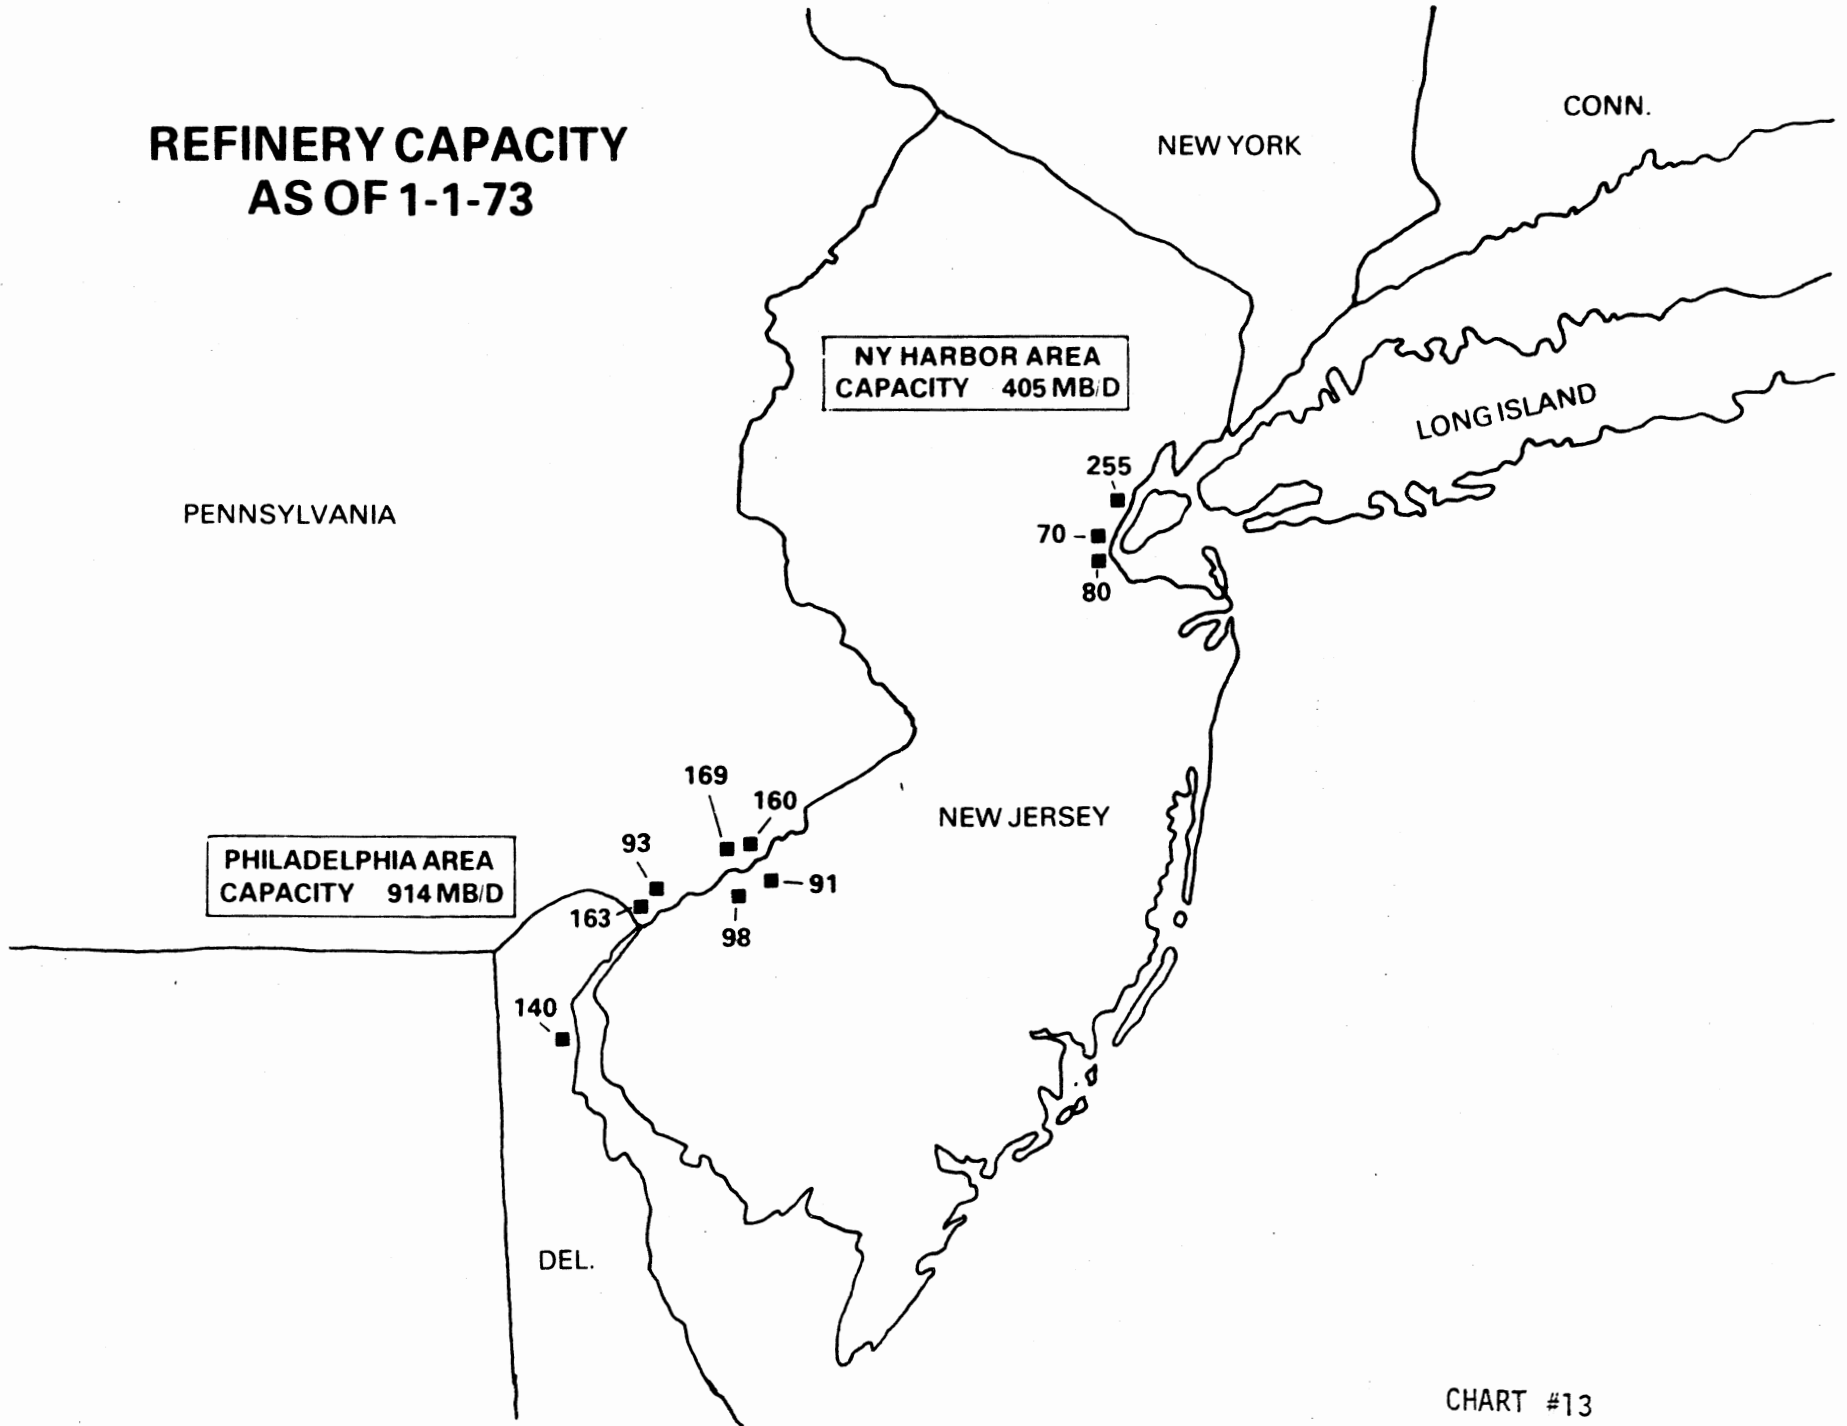 REFINERY CAPACITY
AS OF 1-1-73
NEW YORK
CONN.
NY HARBOR AREA
CAPACITY 405 MB/D
LONG ISLAND
255
70
80
PENNSYLVANIA
NEW JERSEY
169
160
93
PHILADELPHIA AREA
CAPACITY 914 MB/D
163
91
98
140
DEL.
CHART #13